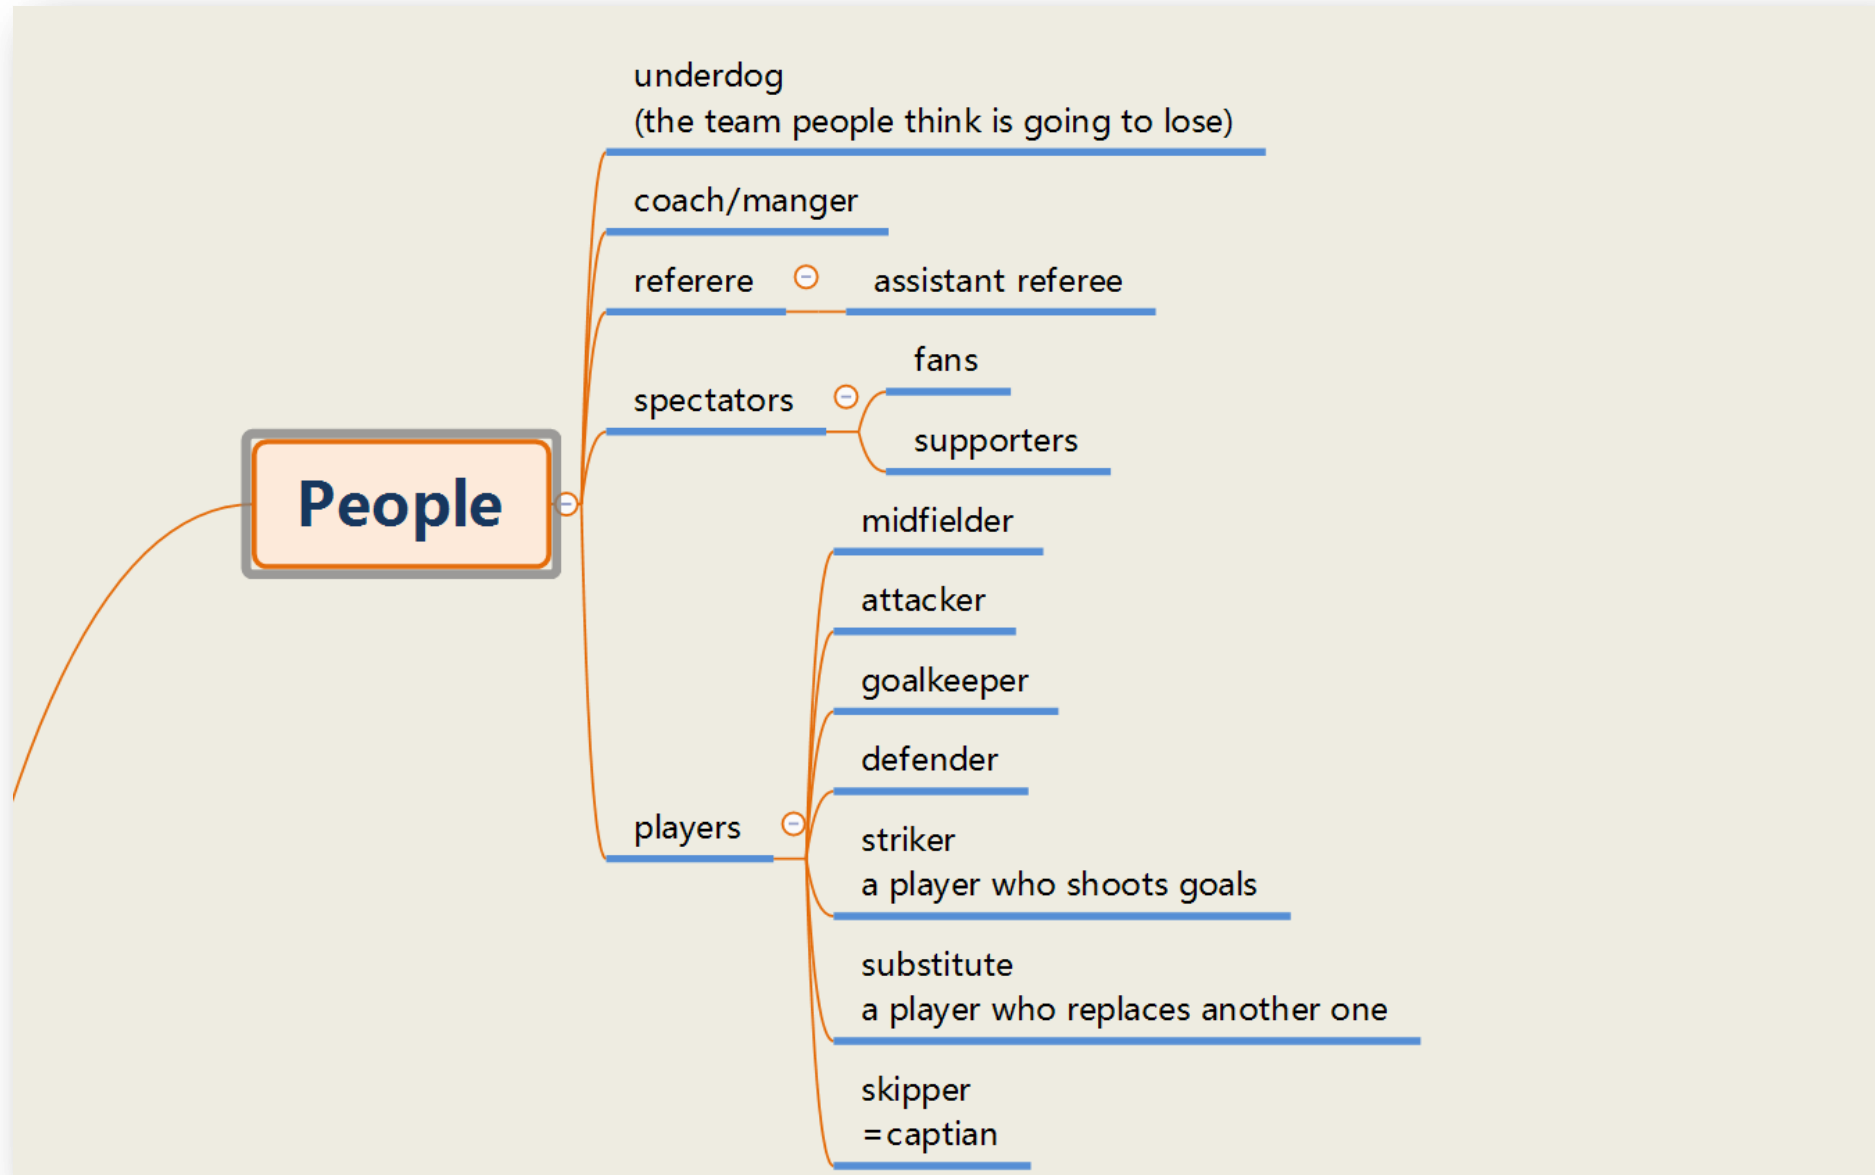 underdog
(the team people think is going to lose)
coach/manger
referere
assistant referee
fans
spectators
supporters
People
midfielder
attacker
goalkeeper
defender
players
striker
a player who shoots goals
substitute
a player who replaces another one
skipper
=captian